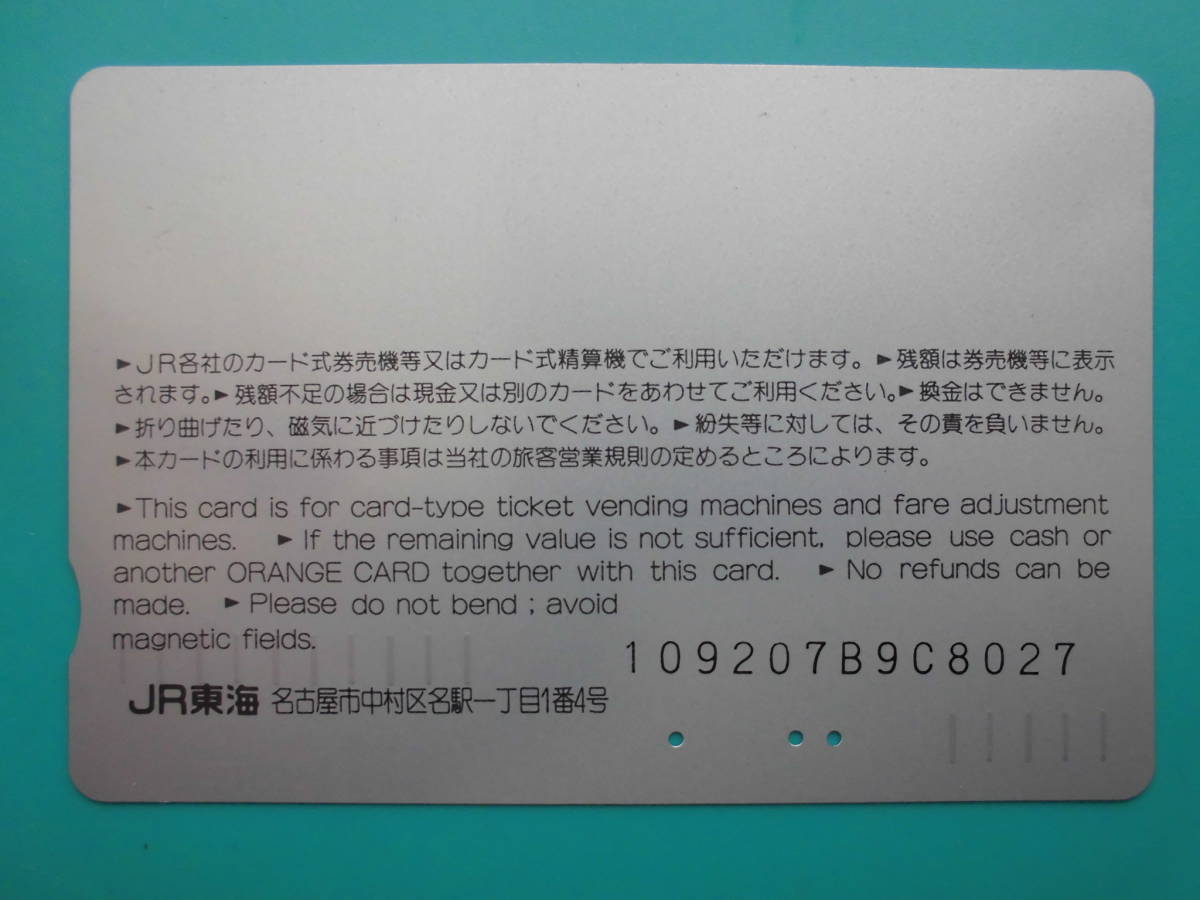 ►JR各社のカード式券売機等又はカード式精算機でご利用いただけます。►残額は券売機等に表示
されます。►残額不足の場合は現金又は別のカードをあわせてご利用ください。►換金はできません。
►折り曲げたり、磁気に近づけたりしないでください。►紛失等に対しては、その責を負いません。
►本カードの利用に係わる事項は当社の旅客営業規則の定めるところによります。
►This card is for card-type ticket vending machines and fare adjustment
machines. ►If the remaining value is not sufficient, please use cash or
another ORANGE CARD together with this card. ►No refunds can be
made. ►Please do not bend ; avoid
magnetic fields.
109207B9C8027
JR東海 名古屋市中村区名駅一丁目1番4号